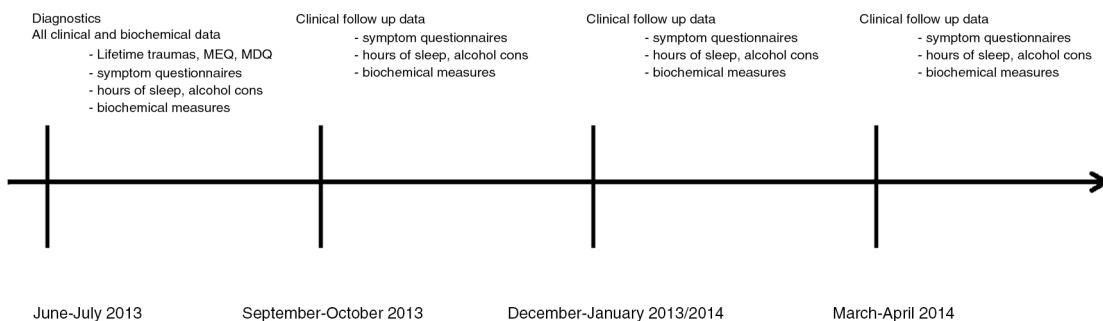 Diagnostics
All clinical and biochemical data
- Lifetime traumas, MEQ, MDQ
- symptom questionnaires
- hours of sleep, alcohol cons
- biochemical measures
Clinical follow up data
- symptom questionnaires
- hours of sleep, alcohol cons
- biochemical measures
Clinical follow up data
- symptom questionnaires
- hours of sleep, alcohol cons
- biochemical measures
Clinical follow up data
- symptom questionnaires
- hours of sleep, alcohol cons
- biochemical measures
June-July 2013
September-October 2013
December-January 2013/2014
March-April 2014